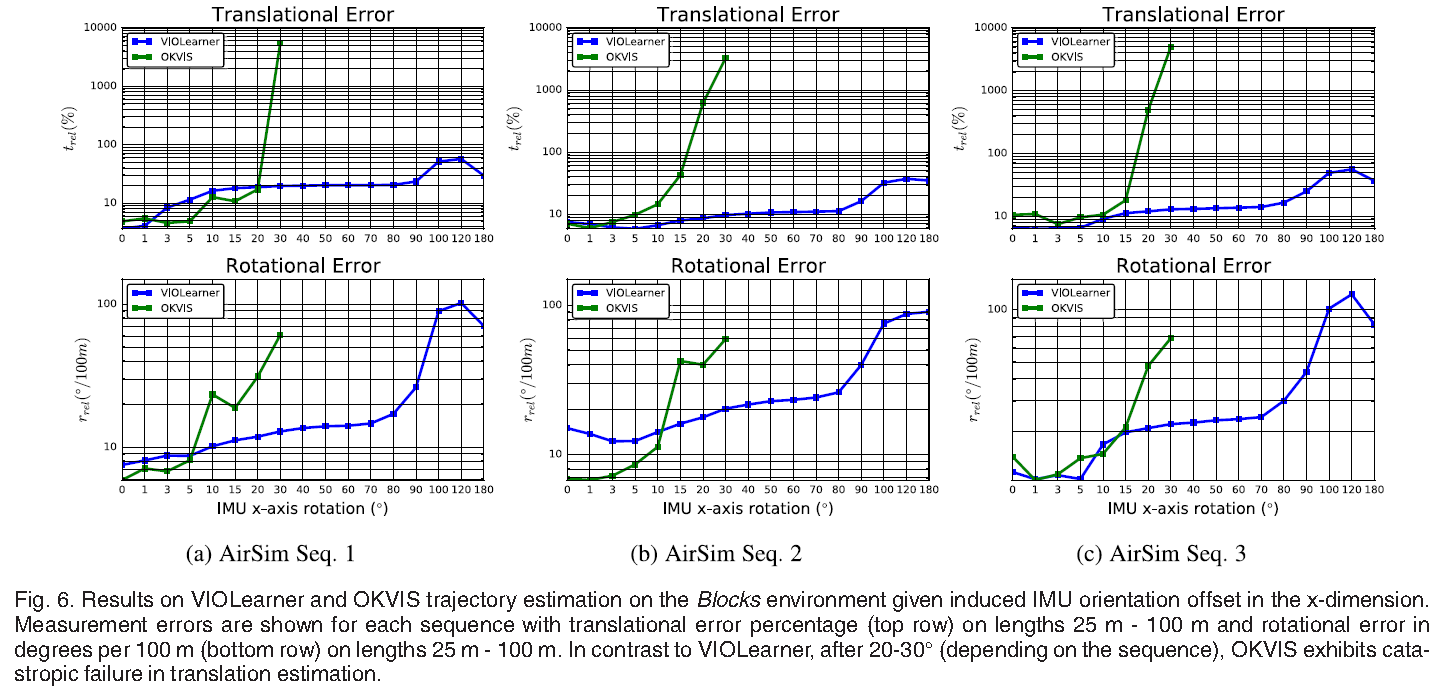 Translational Error
10000
1000
100
10
t_rel(%)
VIOLearner
OKVIS
0 1 3 5 10 15 20 30 40 50 60 70 80 90 100 120 180
Rotational Error
100
10
r_rel(°/100m)
VIOLearner
OKVIS
0 1 3 5 10 15 20 30 40 50 60 70 80 90 100 120 180
IMU x-axis rotation (°)
(a) AirSim Seq. 1
Translational Error
10000
1000
100
10
t_rel(%)
VIOLearner
OKVIS
0 1 3 5 10 15 20 30 40 50 60 70 80 90 100 120 180
Rotational Error
100
10
r_rel(°/100m)
VIOLearner
OKVIS
0 1 3 5 10 15 20 30 40 50 60 70 80 90 100 120 180
IMU x-axis rotation (°)
(b) AirSim Seq. 2
Translational Error
10000
1000
100
10
t_rel(%)
VIOLearner
OKVIS
0 1 3 5 10 15 20 30 40 50 60 70 80 90 100 120 180
Rotational Error
100
r_rel(°/100m)
VIOLearner
OKVIS
0 1 3 5 10 15 20 30 40 50 60 70 80 90 100 120 180
IMU x-axis rotation (°)
(c) AirSim Seq. 3
Fig. 6. Results on VIOLearner and OKVIS trajectory estimation on the Blocks environment given induced IMU orientation offset in the x-dimension.
Measurement errors are shown for each sequence with translational error percentage (top row) on lengths 25 m - 100 m and rotational error in
degrees per 100 m (bottom row) on lengths 25 m - 100 m. In contrast to VIOLearner, after 20-30° (depending on the sequence), OKVIS exhibits cata-
stropic failure in translation estimation.